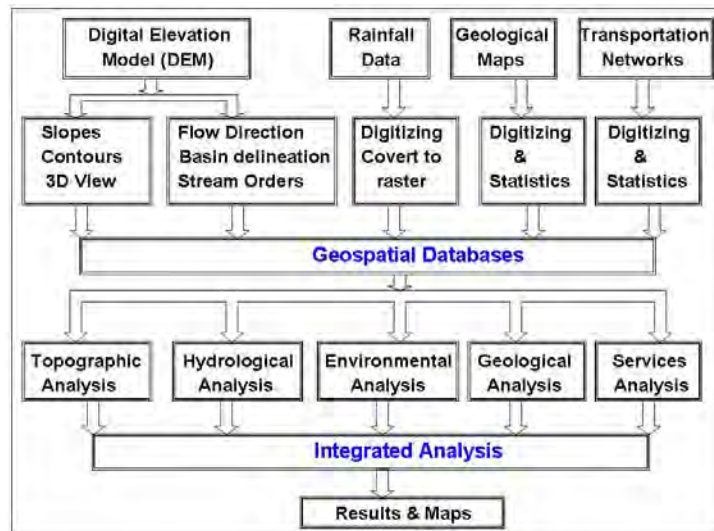 Digital Elevation
Model (DEM)
Rainfall
Data
Geological
Maps
Transportation
Networks
Slopes
Contours
3D View
Flow Direction
Basin delineation
Stream Orders
Digitizing
Covert to
raster
Digitizing
&
Statistics
Digitizing
&
Statistics
Geospatial Databases
Topographic
Analysis
Hydrological
Analysis
Environmental
Analysis
Geological
Analysis
Services
Analysis
Integrated Analysis
Results & Maps